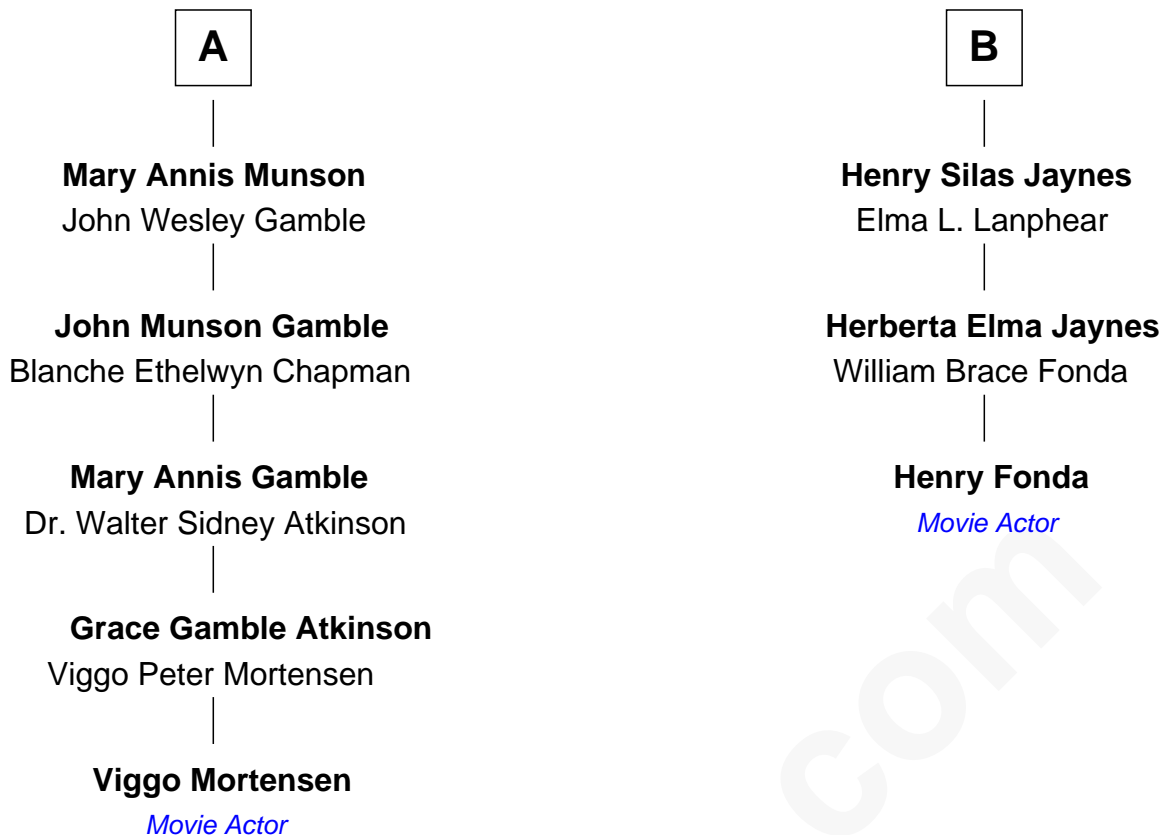 A
Mary Annis Munson
John Wesley Gamble
John Munson Gamble
Blanche Ethelwyn Chapman
Mary Annis Gamble
Dr. Walter Sidney Atkinson
Grace Gamble Atkinson
Viggo Peter Mortensen
Viggo Mortensen
Movie Actor
B
Henry Silas Jaynes
Elma L. Lanphear
Herberta Elma Jaynes
William Brace Fonda
Henry Fonda
Movie Actor
com